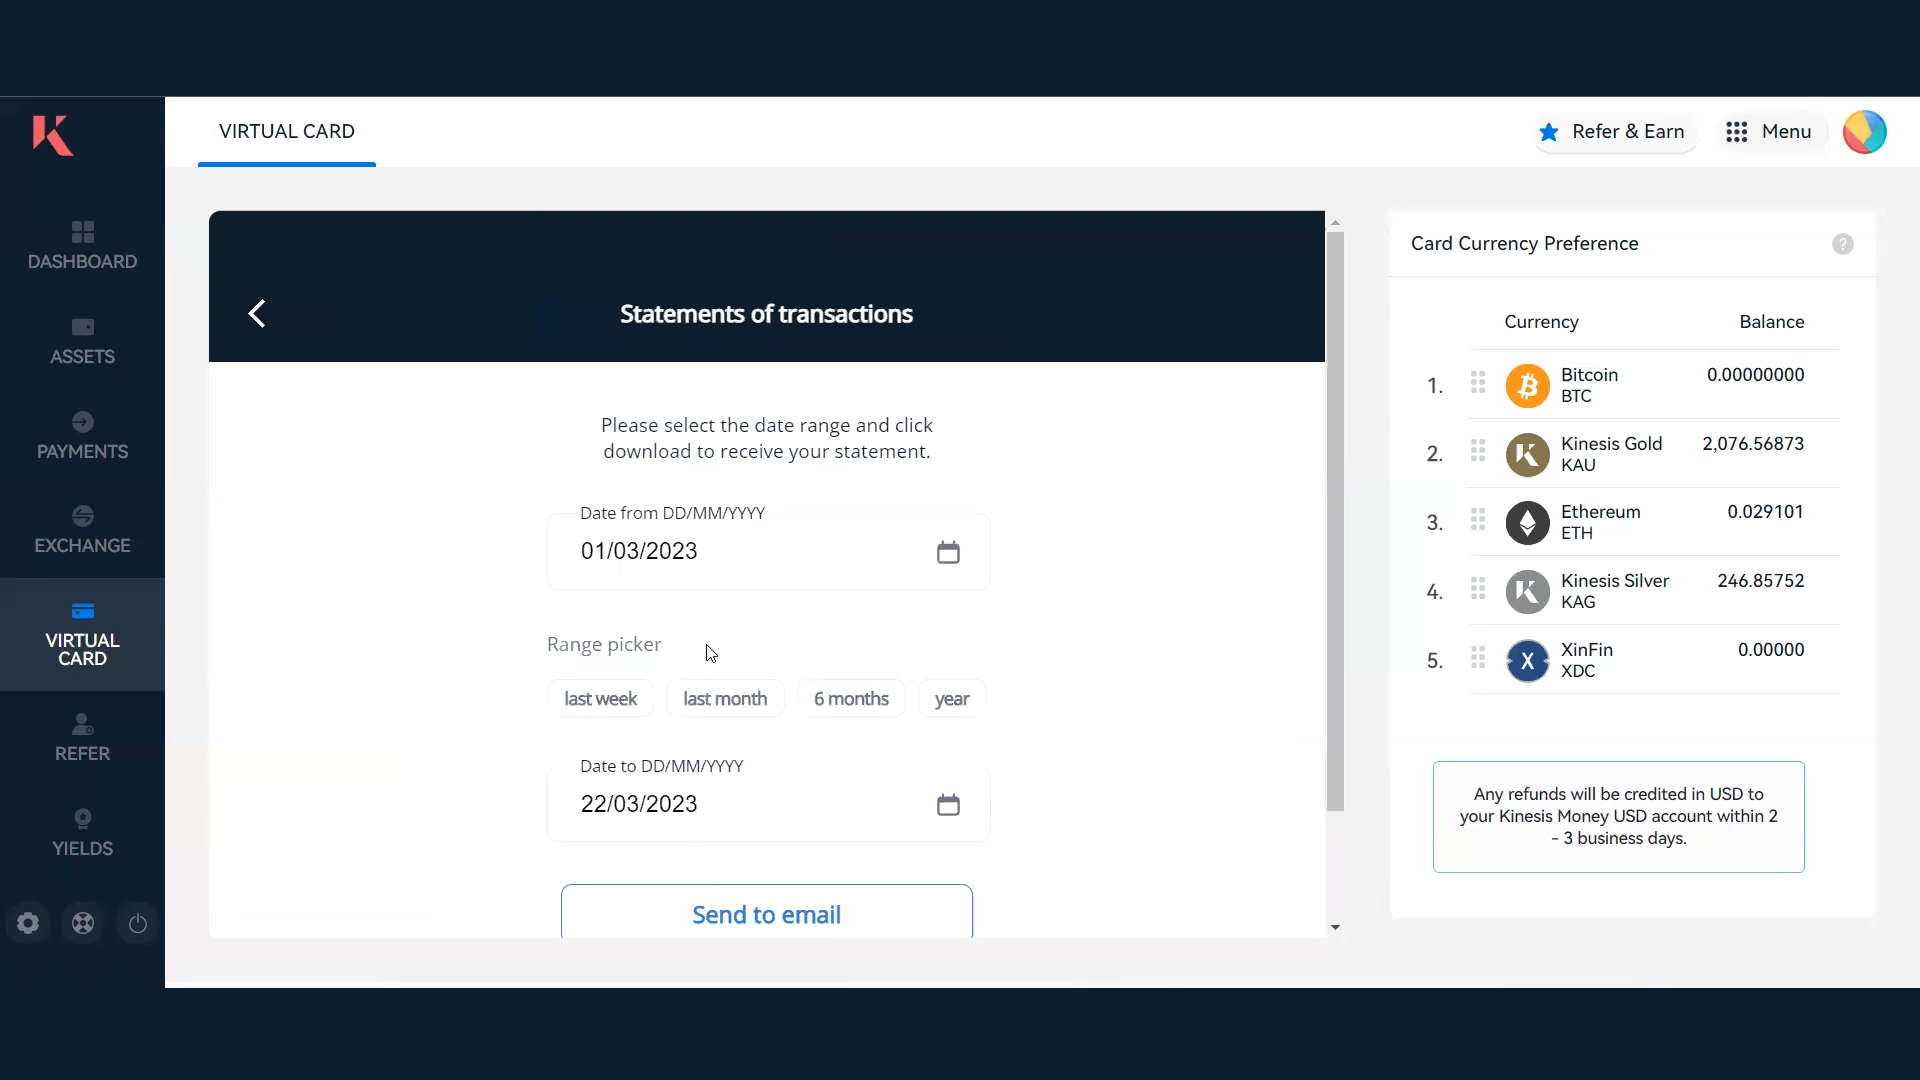 VIRTUAL CARD
Refer & Earn
Menu
DASHBOARD
ASSETS
PAYMENTS
EXCHANGE
VIRTUAL
CARD
REFER
YIELDS
Statements of transactions
Please select the date range and click
download to receive your statement.
Date from DD/MM/YYYY
01/03/2023
Range picker
last week
last month
6 months
year
Date to DD/MM/YYYY
22/03/2023
Send to email
Card Currency Preference
?
Currency
Balance
1.
Bitcoin
BTC
0.00000000
2.
Kinesis Gold
KAU
2,076.56873
3.
Ethereum
ETH
0.029101
4.
Kinesis Silver
KAG
246.85752
5.
X
XinFin
XDC
0.00000
Any refunds will be credited in USD to
your Kinesis Money USD account within 2
- 3 business days.